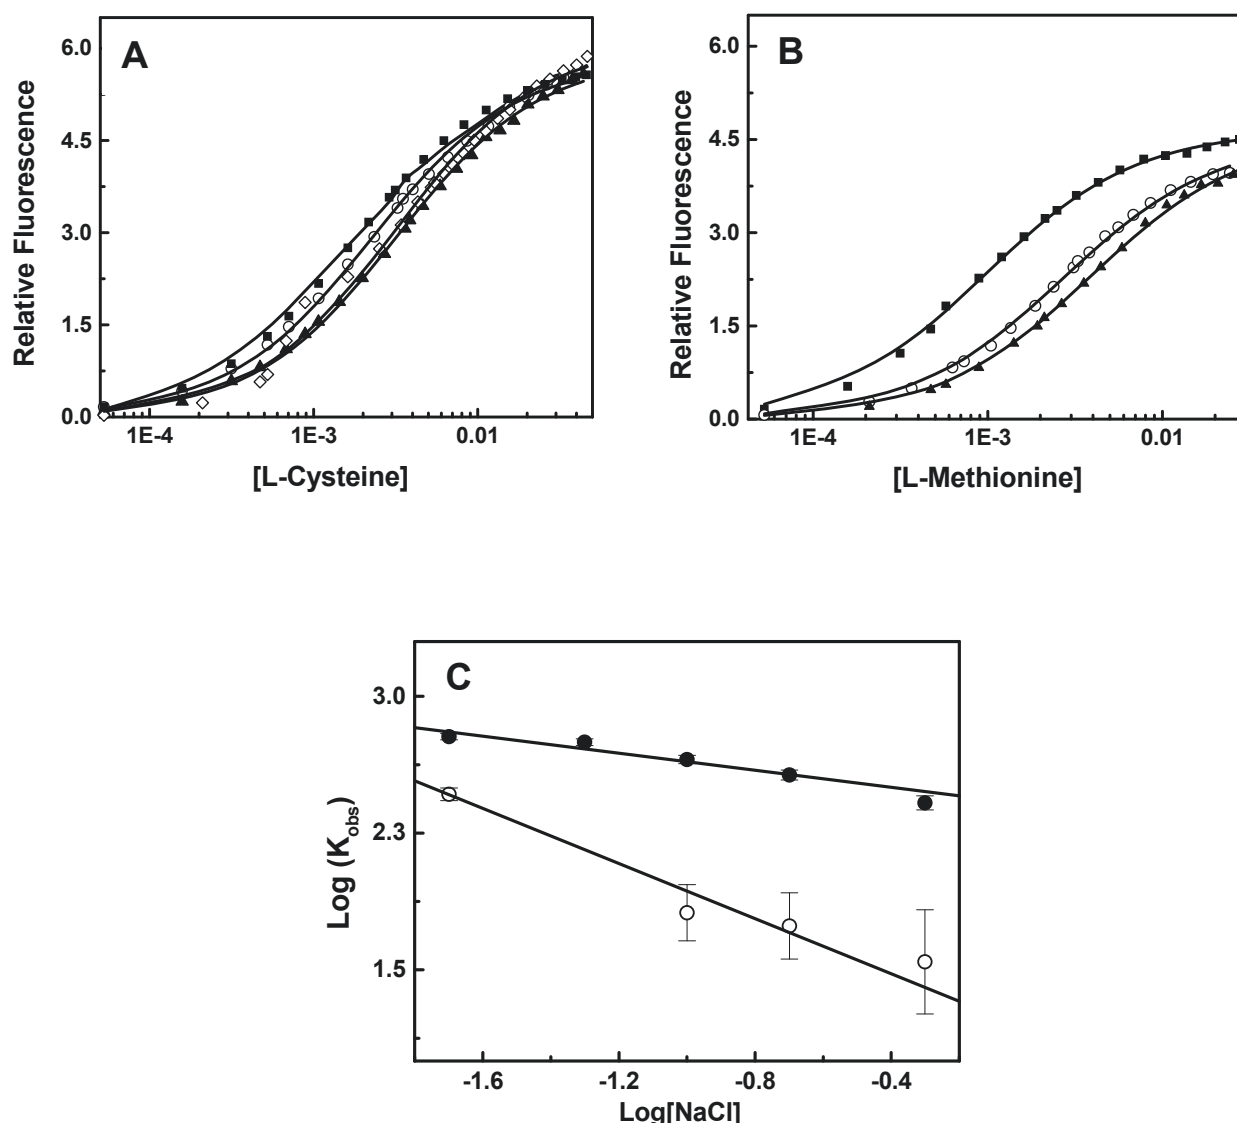 A
Relative Fluorescence
6.0
4.5
3.0
1.5
0.0
1E-4
1E-3
0.01
[L-Cysteine]
B
Relative Fluorescence
6.0
4.5
3.0
1.5
0.0
1E-4
1E-3
0.01
[L-Methionine]
C
Log (Kobs)
3.0
2.3
1.5
-1.6
-1.2
-0.8
-0.4
Log[NaCl]